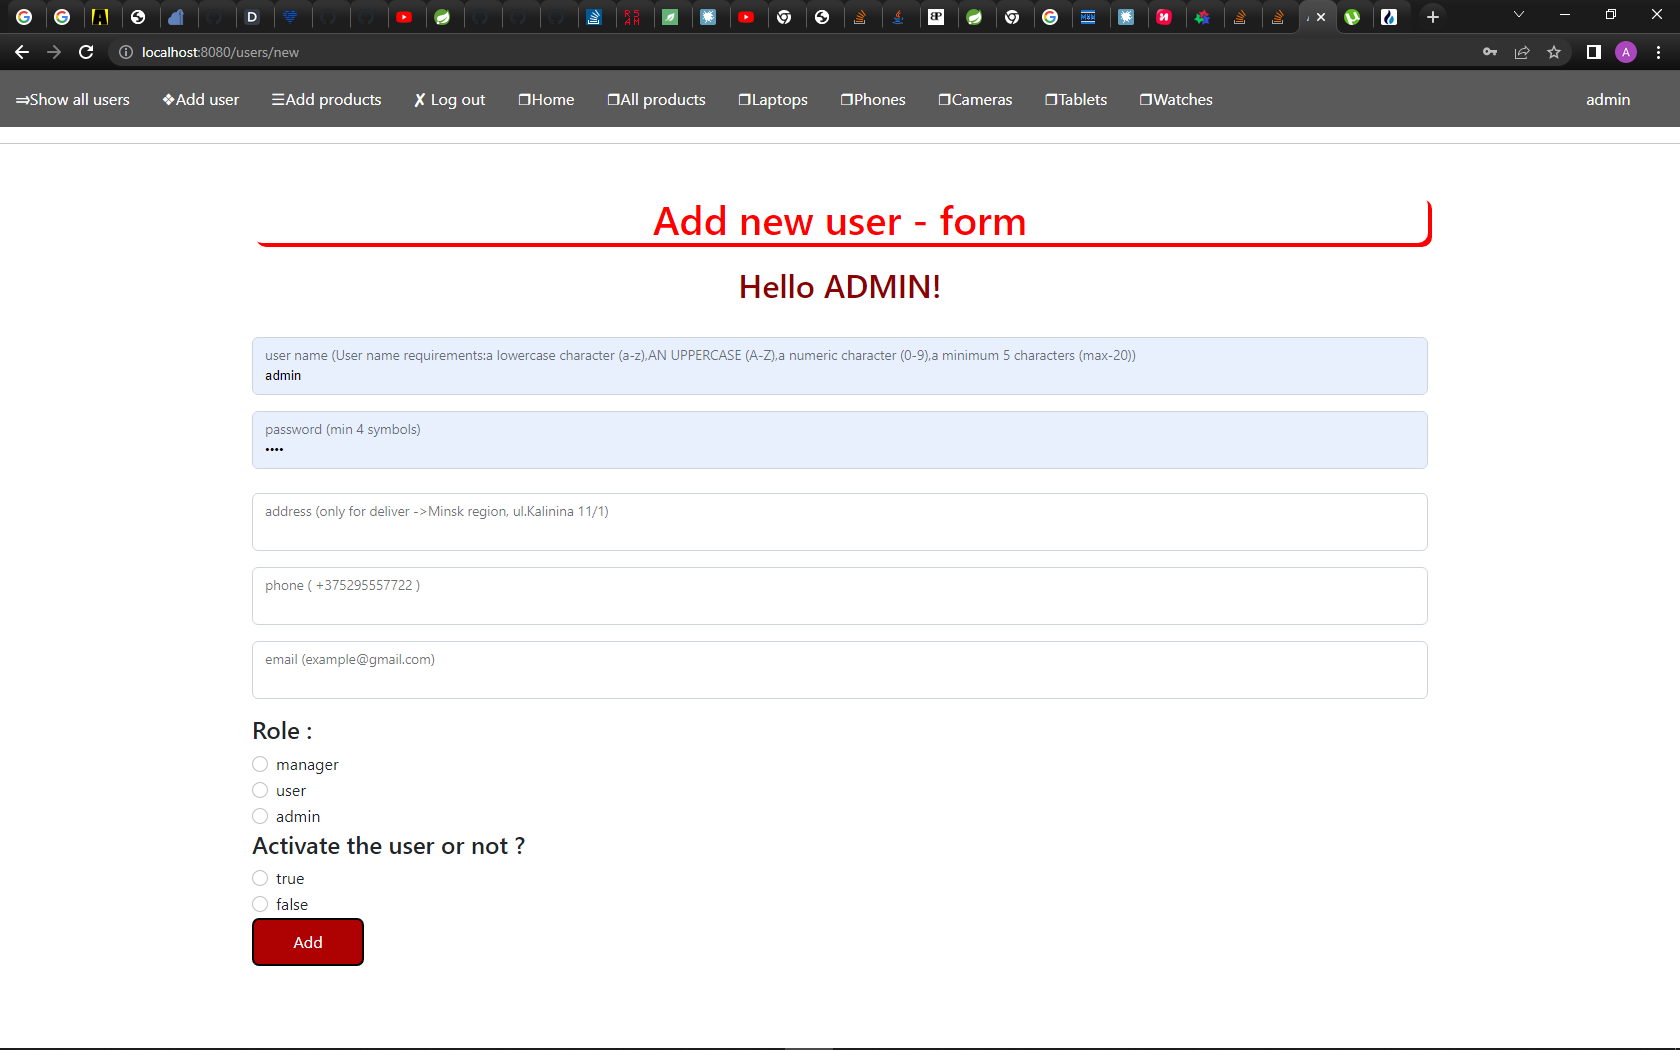 localhost:8080/users/new
A
⇒Show all users ❖Add user ☰Add products ✗ Log out ❐Home ❐All products ❐Laptops ❐Phones ❐Cameras ❐Tablets ❐Watches admin
Add new user - form
Hello ADMIN!
user name (User name requirements:a lowercase character (a-z),AN UPPERCASE (A-Z),a numeric character (0-9),a minimum 5 characters (max-20))
admin
password (min 4 symbols)
••••
address (only for deliver ->Minsk region, ul.Kalinina 11/1)
phone ( +375295557722 )
email (example@gmail.com)
Role :
manager
user
admin
Activate the user or not ?
true
false
Add